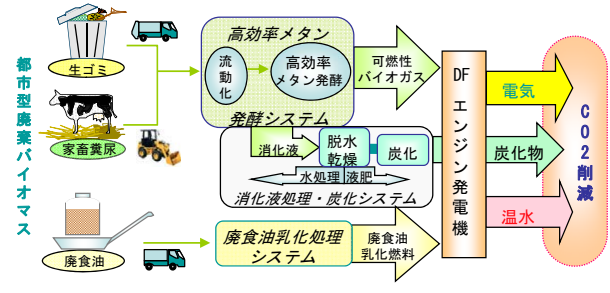 都市型廃棄バイオマス
生ゴミ
家畜糞尿
廃食油
高効率メタン
流
動
化
高効率
メタン発酵
発酵システム
可燃性
バイオガス
消化液
脱水
乾燥
炭化
水処理
液肥
消化液処理・炭化システム
廃食油乳化処理
システム
廃食油
乳化燃料
DFエンジン発電機
電気
炭化物
温水
CO2削減